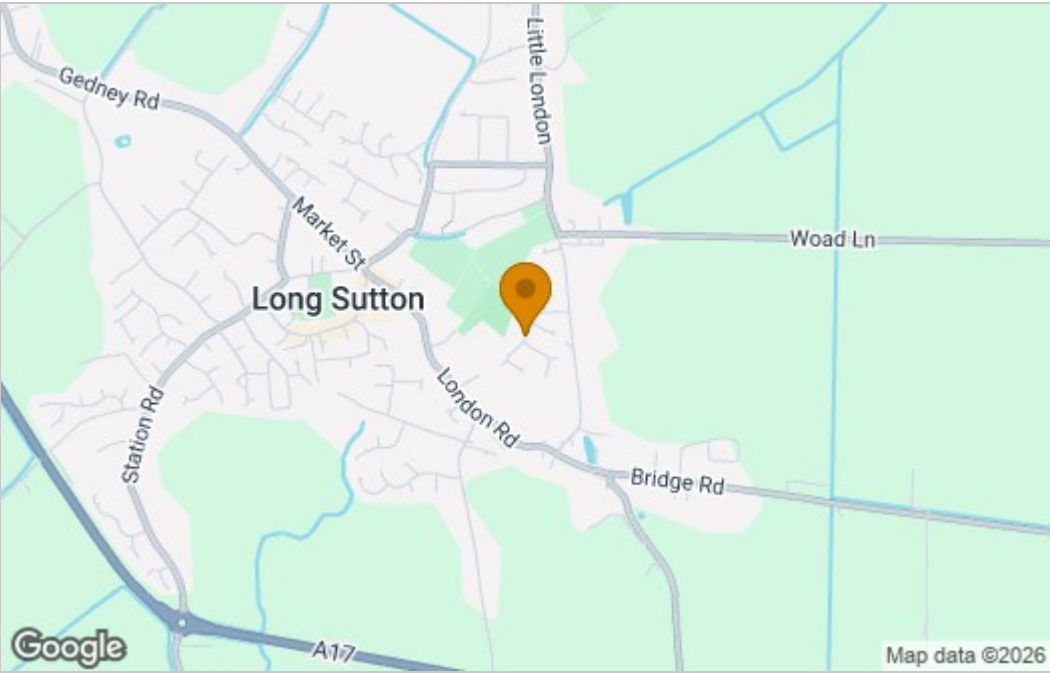 Little London
Gedney Rd
Market St
Woad Ln
Long Sutton
London Rd
Station Rd
Bridge Rd
A17
Google
Map data ©2026